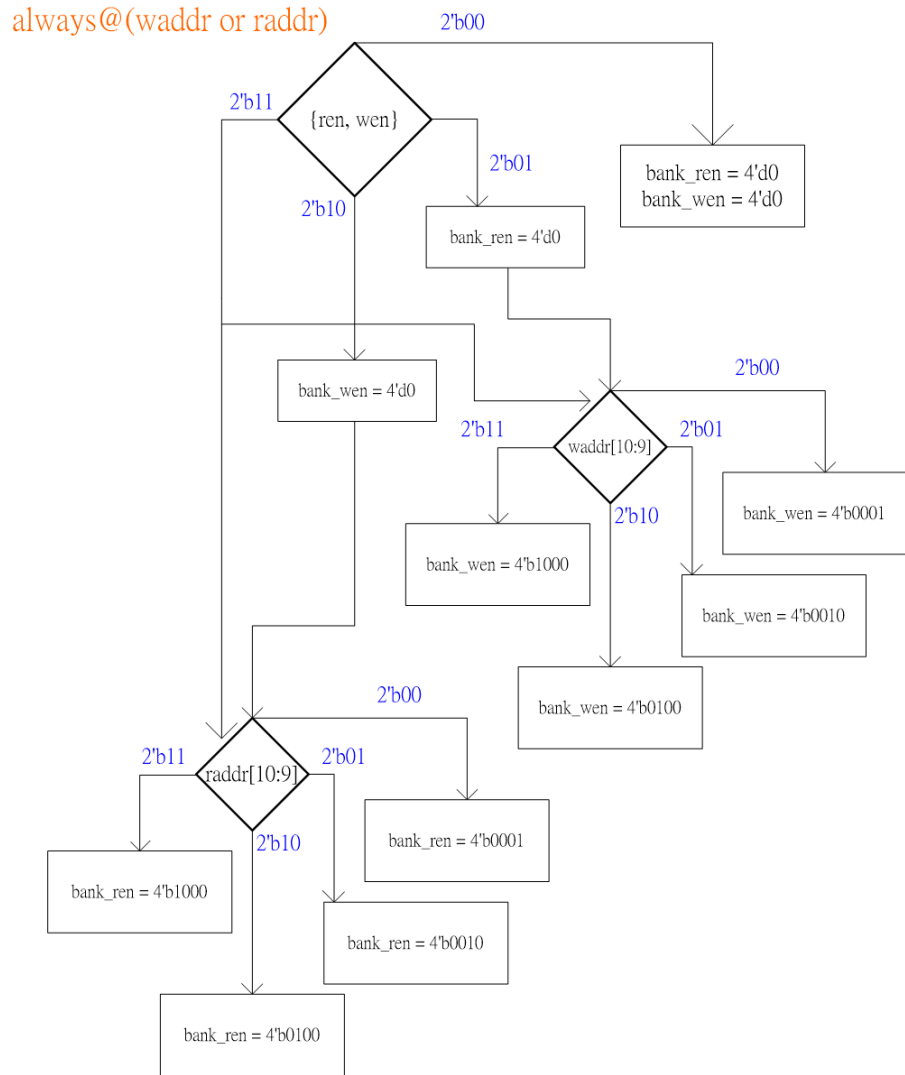 always@(waddr or raddr)
2'b00
2'b11
{ren, wen}
2'b01
bank_ren = 4'd0
bank_wen = 4'd0
2'b10
bank_ren = 4'd0
bank_wen = 4'd0
2'b00
2'b11
waddr[10:9]
2'b01
2'b10
bank_wen = 4'b0001
bank_wen = 4'b1000
bank_wen = 4'b0010
bank_wen = 4'b0100
2'b00
2'b11
raddr[10:9]
2'b01
2'b10
bank_ren = 4'b0001
bank_ren = 4'b1000
bank_ren = 4'b0010
bank_ren = 4'b0100